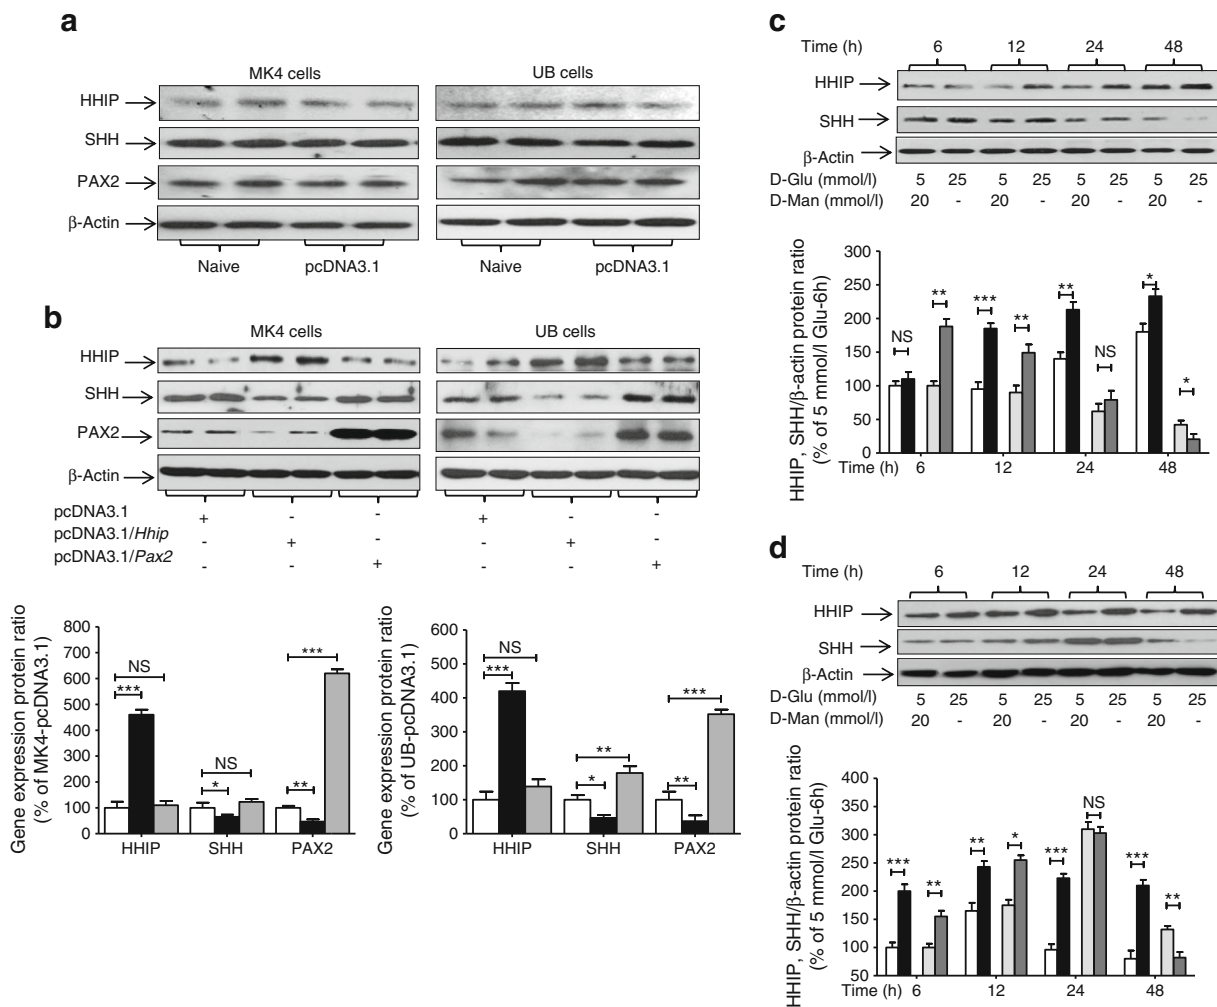 a
MK4 cells UB cells
HHIP
SHH
PAX2
β-Actin
Naive pcDNA3.1 Naive pcDNA3.1
b
MK4 cells UB cells
HHIP
SHH
PAX2
β-Actin
pcDNA3.1 + - - + - -
pcDNA3.1/Hhip - + - - + -
pcDNA3.1/Pax2 - - + - - +
Gene expression protein ratio
(% of MK4-pcDNA3.1)
800
700
600
500
400
300
200
100
0
NS
***
NS
*
***
**
HHIP SHH PAX2
Gene expression protein ratio
(% of UB-pcDNA3.1)
600
500
400
300
200
100
0
NS
***
**
*
***
**
HHIP SHH PAX2
c
Time (h) 6 12 24 48
HHIP
SHH
β-Actin
D-Glu (mmol/l) 5 25 5 25 5 25 5 25
D-Man (mmol/l) 20 - 20 - 20 - 20 -
HHIP, SHH/β-actin protein ratio
(% of 5 mmol/l Glu-6h)
300
250
200
150
100
50
0
NS ** *** ** ** NS * *
Time (h) 6 12 24 48
d
Time (h) 6 12 24 48
HHIP
SHH
β-Actin
D-Glu (mmol/l) 5 25 5 25 5 25 5 25
D-Man (mmol/l) 20 - 20 - 20 - 20 -
HHIP, SHH/β-actin protein ratio
(% of 5 mmol/l Glu-6h)
400
350
300
250
200
150
100
50
*** ** ** * *** NS *** **
Time (h) 6 12 24 48